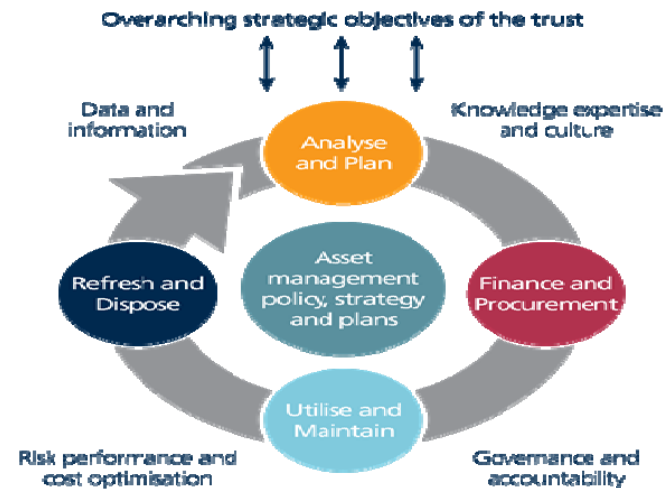 Overarching strategic objectives of the trust
Data and
information
Knowledge expertise
and culture
Analyse
and Plan
Refresh and
Dispose
Asset
management
policy, strategy
and plans
Finance and
Procurement
Utilise and
Maintain
Risk performance and
cost optimisation
Governance and
accountability